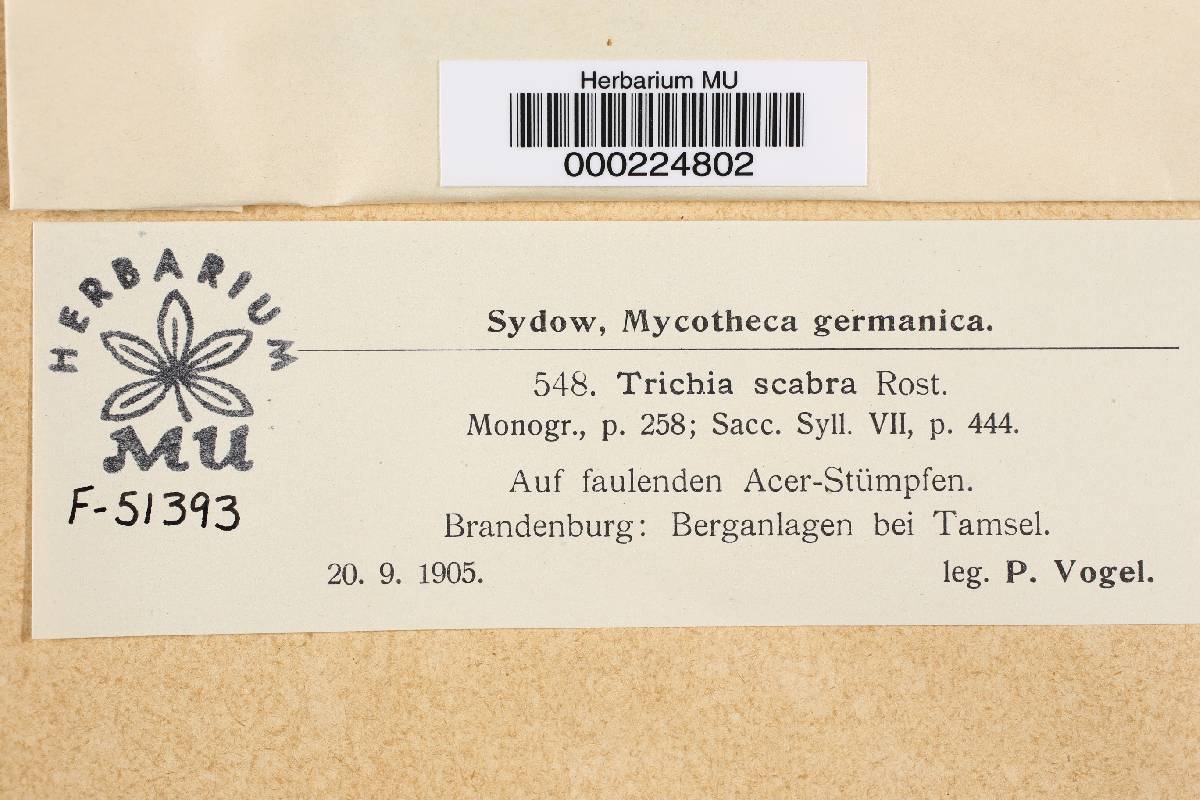 Herbarium MU
000224802
HERBARIUM
MU
F-51393
Sydow, Mycotheca germanica.
548. Trichia scabra Rost.
Monogr., p. 258; Sacc. Syll. VII, p. 444.
Auf faulenden Acer-Stümpfen.
Brandenburg: Berganlagen bei Tamsel.
20. 9. 1905. leg. P. Vogel.